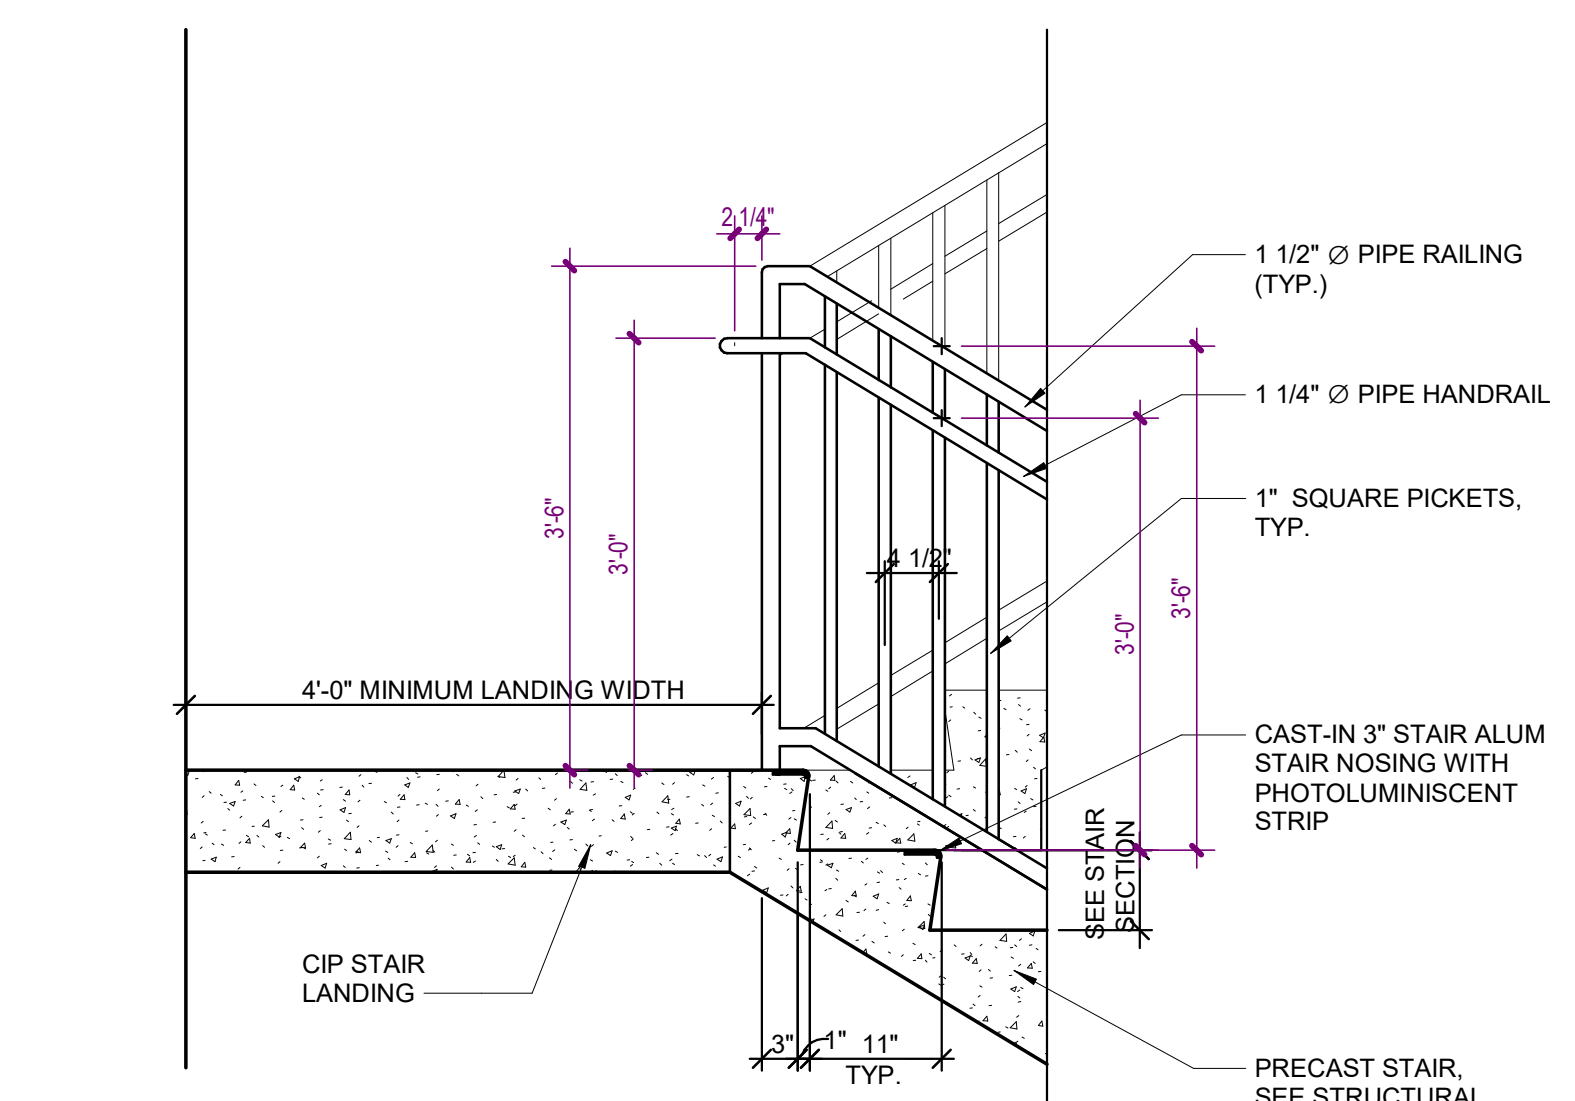 2 1/4"
1 1/2" Ø PIPE RAILING
(TYP.)
1 1/4" Ø PIPE HANDRAIL
3'-6"
3'-0"
1"  SQUARE PICKETS,
TYP.
4 1/2"
3'-6"
3'-0"
4'-0" MINIMUM LANDING WIDTH
CAST-IN 3" STAIR ALUM
STAIR NOSING WITH
PHOTOLUMINISCENT
STRIP
SEE STAIR
SECTION
CIP STAIR
LANDING
3"
1"
11"
TYP.
PRECAST STAIR,
SEE STRUCTURAL